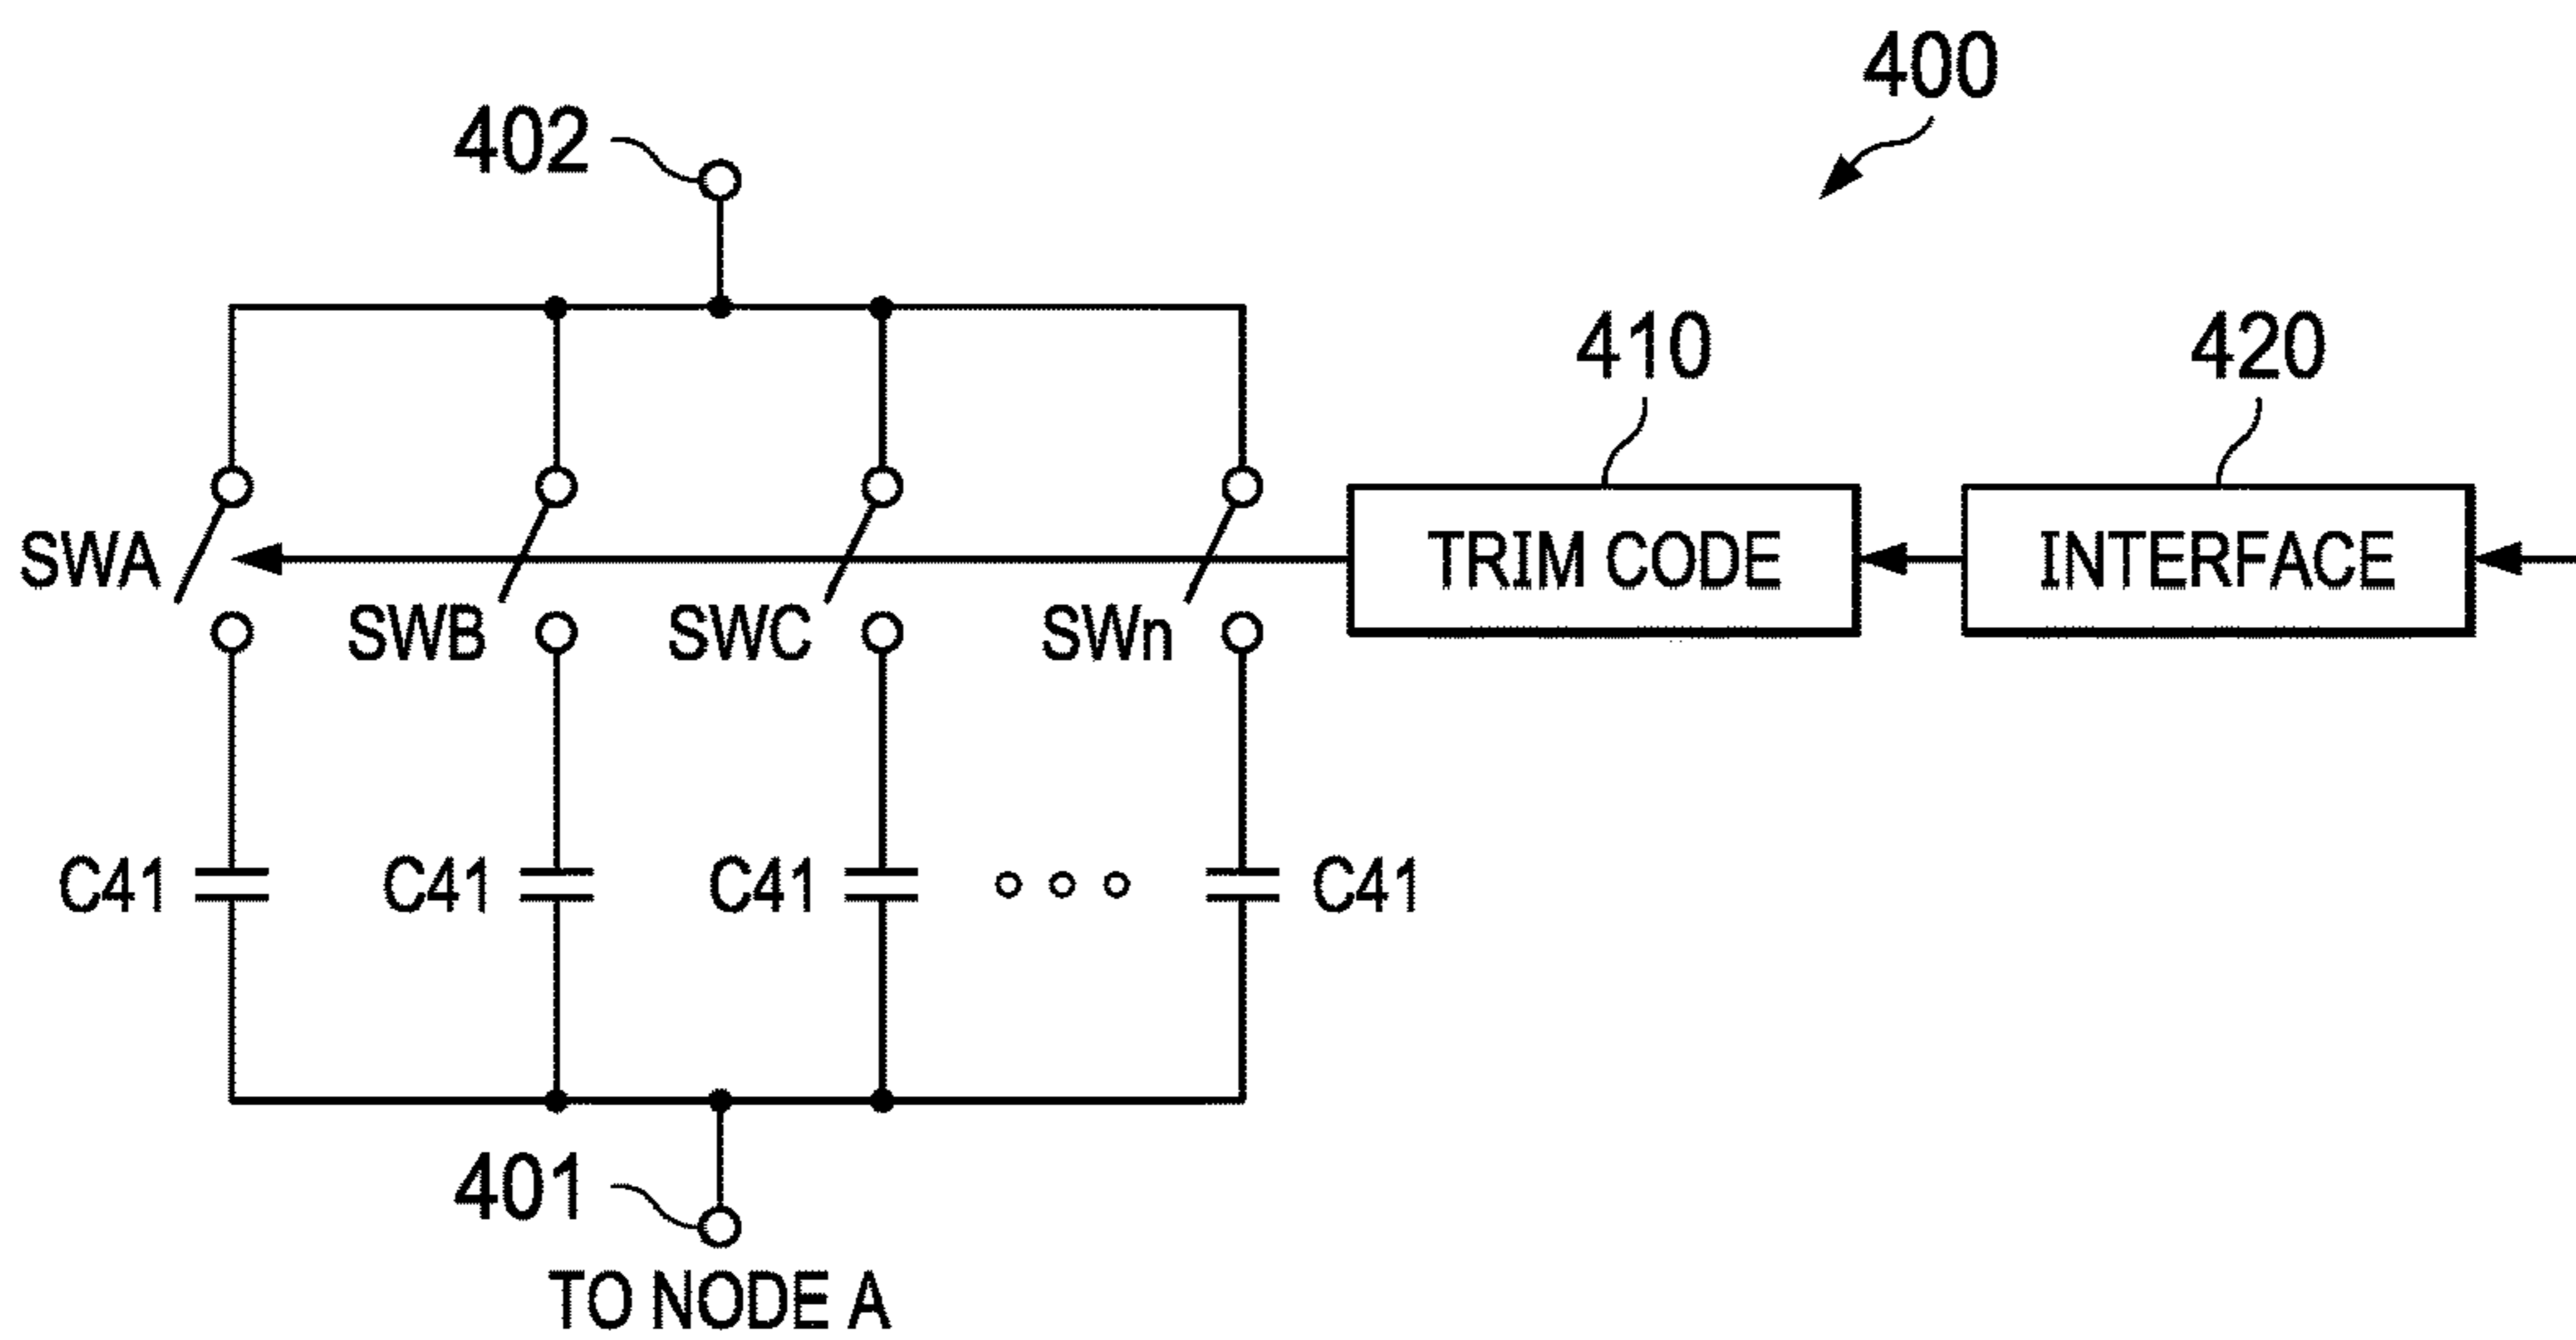 400
402
410
420
SWA
SWB
SWC
SWn
TRIM CODE
INTERFACE
C41
C41
C41
C41
401
TO NODE A